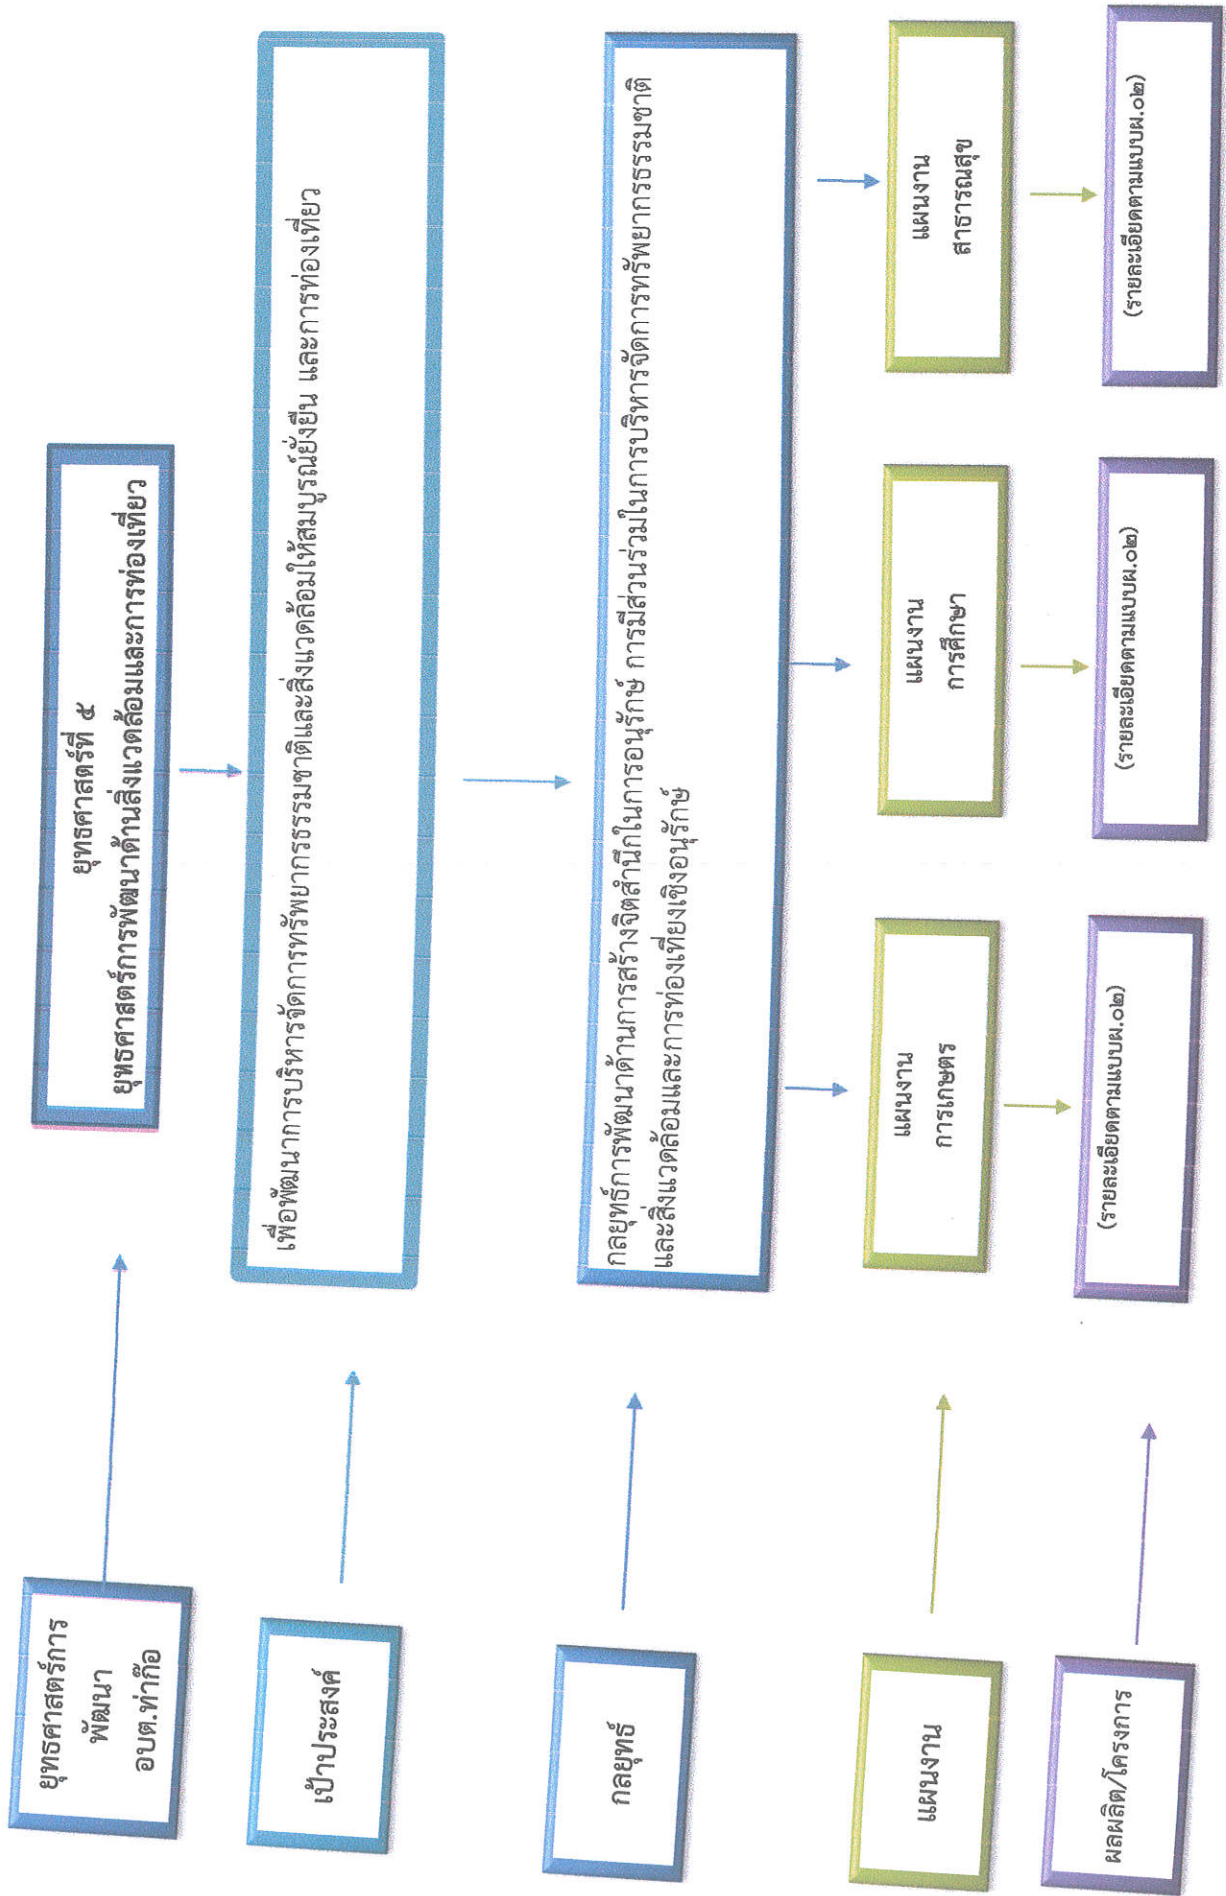 ยุทธศาสตร์การ
พัฒนา
อบต.ท่าก๊อ
ยุทธศาสตร์ที่ ๕
ยุทธศาสตร์การพัฒนาด้านสิ่งแวดล้อมและการท่องเที่ยว
เป้าประสงค์
เพื่อพัฒนาการบริหารจัดการทรัพยากรธรรมชาติและสิ่งแวดล้อมให้สมบูรณ์ยั่งยืน และการท่องเที่ยว
กลยุทธ์
กลยุทธ์การพัฒนาด้านการสร้างจิตสำนึกในการอนุรักษ์ การมีส่วนร่วมในการบริหารจัดการทรัพยากรธรรมชาติ
และสิ่งแวดล้อมและการท่องเที่ยงเชิงอนุรักษ์
แผนงาน
แผนงาน
การเกษตร
แผนงาน
การศึกษา
แผนงาน
สาธารณสุข
ผลผลิต/โครงการ
(รายละเอียดตามแบบผ.๐๒)
(รายละเอียดตามแบบผ.๐๒)
(รายละเอียดตามแบบผ.๐๒)